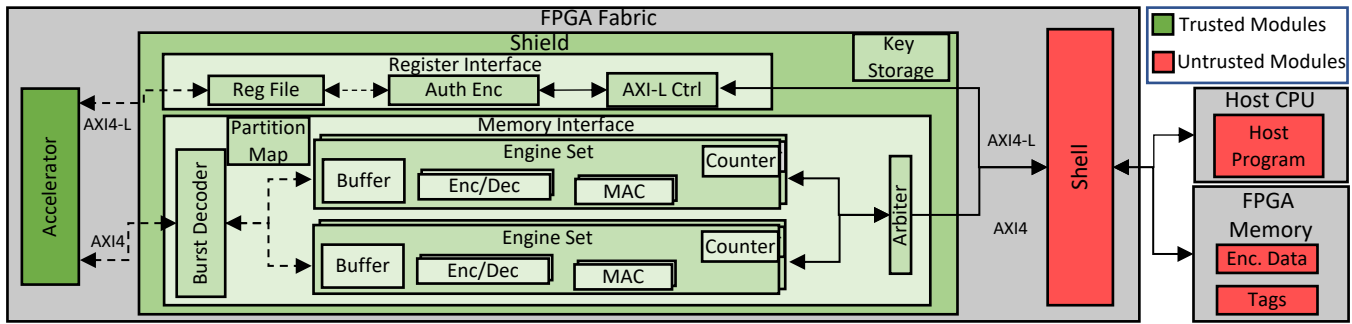 FPGA Fabric
Shield
Key
Storage
Register Interface
Reg File
Auth Enc
AXI-L Ctrl
Accelerator
AXI4-L
AXI4
Memory Interface
Partition
Map
Burst Decoder
Engine Set
Counter
Buffer
Enc/Dec
MAC
Engine Set
Counter
Buffer
Enc/Dec
MAC
Arbiter
AXI4-L
AXI4
Shell
Trusted Modules
Untrusted Modules
Host CPU
Host
Program
FPGA
Memory
Enc. Data
Tags